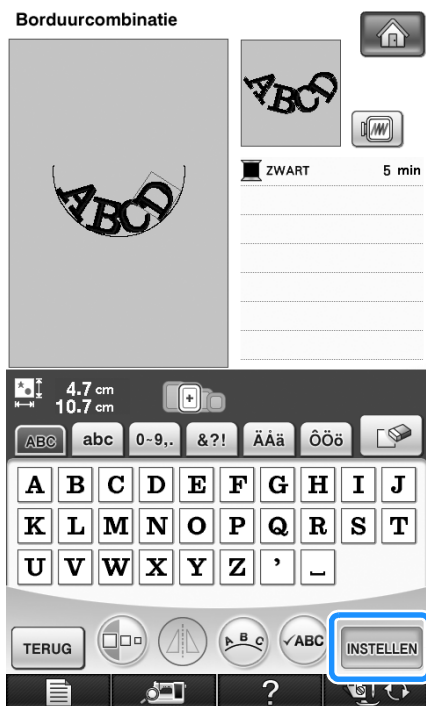 Borduurcombinatie
ABCD
ABCD
ZWART 5 min
4.7 cm
10.7 cm
ABC abc 0~9,. &?! ÄÅä ÔÖö
A B C D E F G H I J
K L M N O P Q R S T
U V W X Y Z ’ ⎵
TERUG A B C ✓ABC INSTELLEN
?